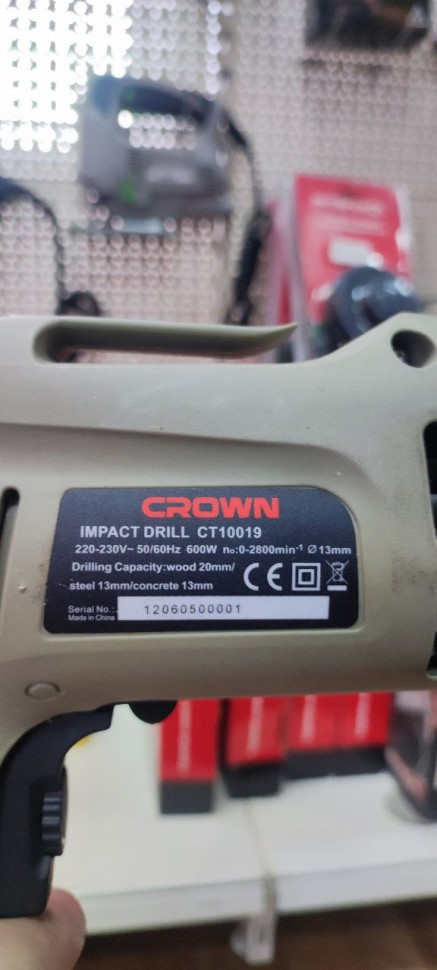 CROWN
IMPACT DRILL CT10019
220-230V~ 50/60Hz 600W n₀:0-2800min⁻¹ Ø13mm
Drilling Capacity:wood 20mm/
steel 13mm/concrete 13mm
CE
Serial No.:
Made in China
12060500001